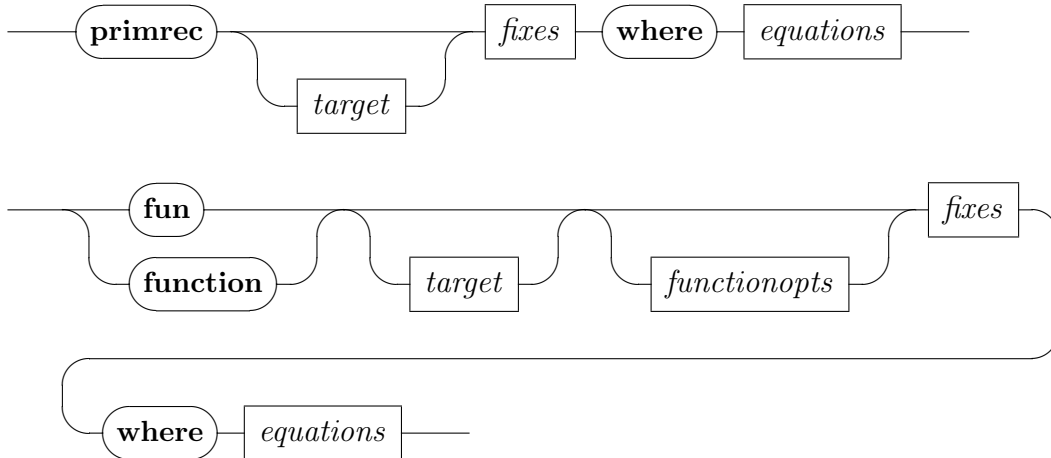 primrec fixes where equations
target
fun fixes
function target functionopts
where equations